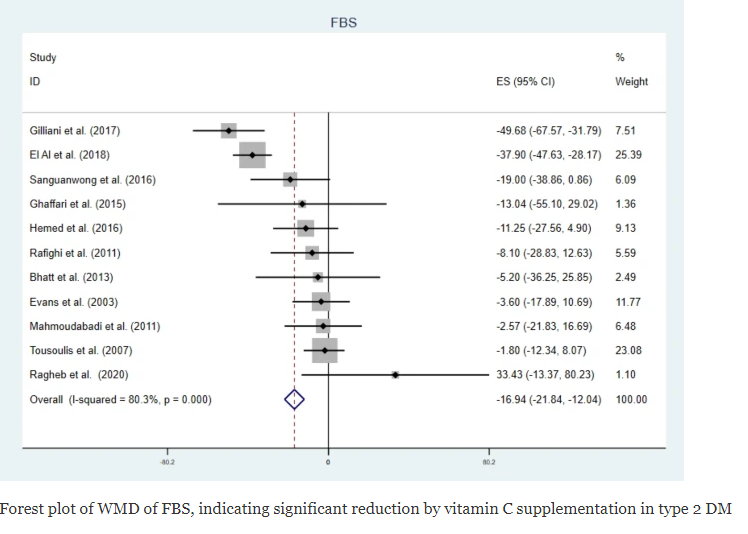 FBS
Study %
ID ES (95% CI) Weight
Gilliani et al. (2017) -49.68 (-67.57, -31.79) 7.51
El Al et al. (2018) -37.90 (-47.63, -28.17) 25.39
Sanguanwong et al. (2016) -19.00 (-38.86, 0.86) 6.09
Ghaffari et al. (2015) -13.04 (-55.10, 29.02) 1.36
Hemed et al. (2016) -11.25 (-27.56, 4.90) 9.13
Rafighi et al. (2011) -8.10 (-28.83, 12.63) 5.59
Bhatt et al. (2013) -5.20 (-36.25, 25.85) 2.49
Evans et al. (2003) -3.60 (-17.89, 10.69) 11.77
Mahmoudabadi et al. (2011) -2.57 (-21.83, 16.69) 6.48
Tousoulis et al. (2007) -1.80 (-12.34, 8.07) 23.08
Ragheb et al. (2020) 33.43 (-13.37, 80.23) 1.10
Overall (I-squared = 80.3%, p = 0.000) -16.94 (-21.84, -12.04) 100.00
-80.2 0 80.2
Forest plot of WMD of FBS, indicating significant reduction by vitamin C supplementation in type 2 DM